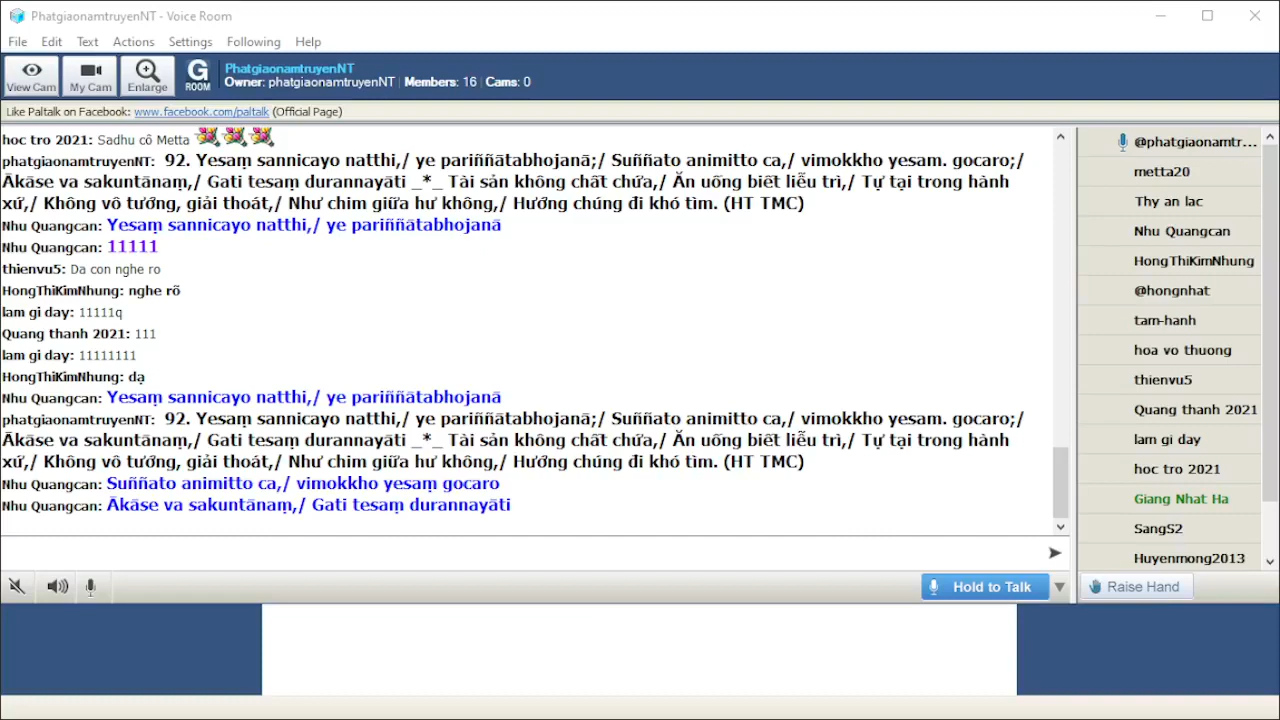 PhatgiaonamtruyenNT - Voice Room
File Edit Text Actions Settings Following Help
View Cam My Cam Enlarge G ROOM
PhatgiaonamtruyenNT
Owner: phatgiaonamtruyenNT | Members: 16 | Cams: 0
Like Paltalk on Facebook: www.facebook.com/paltalk (Official Page)
hoc tro 2021: Sadhu cô Metta
phatgiaonamtruyenNT: 92. Yesaṃ sannicayo natthi,/ ye pariññātabhojanā;/ Suññato animitto ca,/ vimokkho yesam. gocaro;/
Ākāse va sakuntānaṃ,/ Gati tesaṃ durannayāti _*_ Tài sản không chất chứa,/ Ăn uống biết liễu trì,/ Tự tại trong hành
xứ,/ Không vô tướng, giải thoát,/ Như chim giữa hư không,/ Hướng chúng đi khó tìm. (HT TMC)
Nhu Quangcan: Yesaṃ sannicayo natthi,/ ye pariññātabhojanā
Nhu Quangcan: 11111
thienvu5: Da con nghe ro
HongThiKimNhung: nghe rõ
lam gi day: 11111q
Quang thanh 2021: 111
lam gi day: 11111111
HongThiKimNhung: dạ
Nhu Quangcan: Yesaṃ sannicayo natthi,/ ye pariññātabhojanā
phatgiaonamtruyenNT: 92. Yesaṃ sannicayo natthi,/ ye pariññātabhojanā;/ Suññato animitto ca,/ vimokkho yesam. gocaro;/
Ākāse va sakuntānaṃ,/ Gati tesaṃ durannayāti _*_ Tài sản không chất chứa,/ Ăn uống biết liễu trì,/ Tự tại trong hành
xứ,/ Không vô tướng, giải thoát,/ Như chim giữa hư không,/ Hướng chúng đi khó tìm. (HT TMC)
Nhu Quangcan: Suññato animitto ca,/ vimokkho yesaṃ gocaro
Nhu Quangcan: Ākāse va sakuntānaṃ,/ Gati tesaṃ durannayāti
Hold to Talk
@phatgiaonamtr...
metta20
Thy an lac
Nhu Quangcan
HongThiKimNhung
@hongnhat
tam-hanh
hoa vo thuong
thienvu5
Quang thanh 2021
lam gi day
hoc tro 2021
Giang Nhat Ha
SangS2
Huyenmong2013
Raise Hand